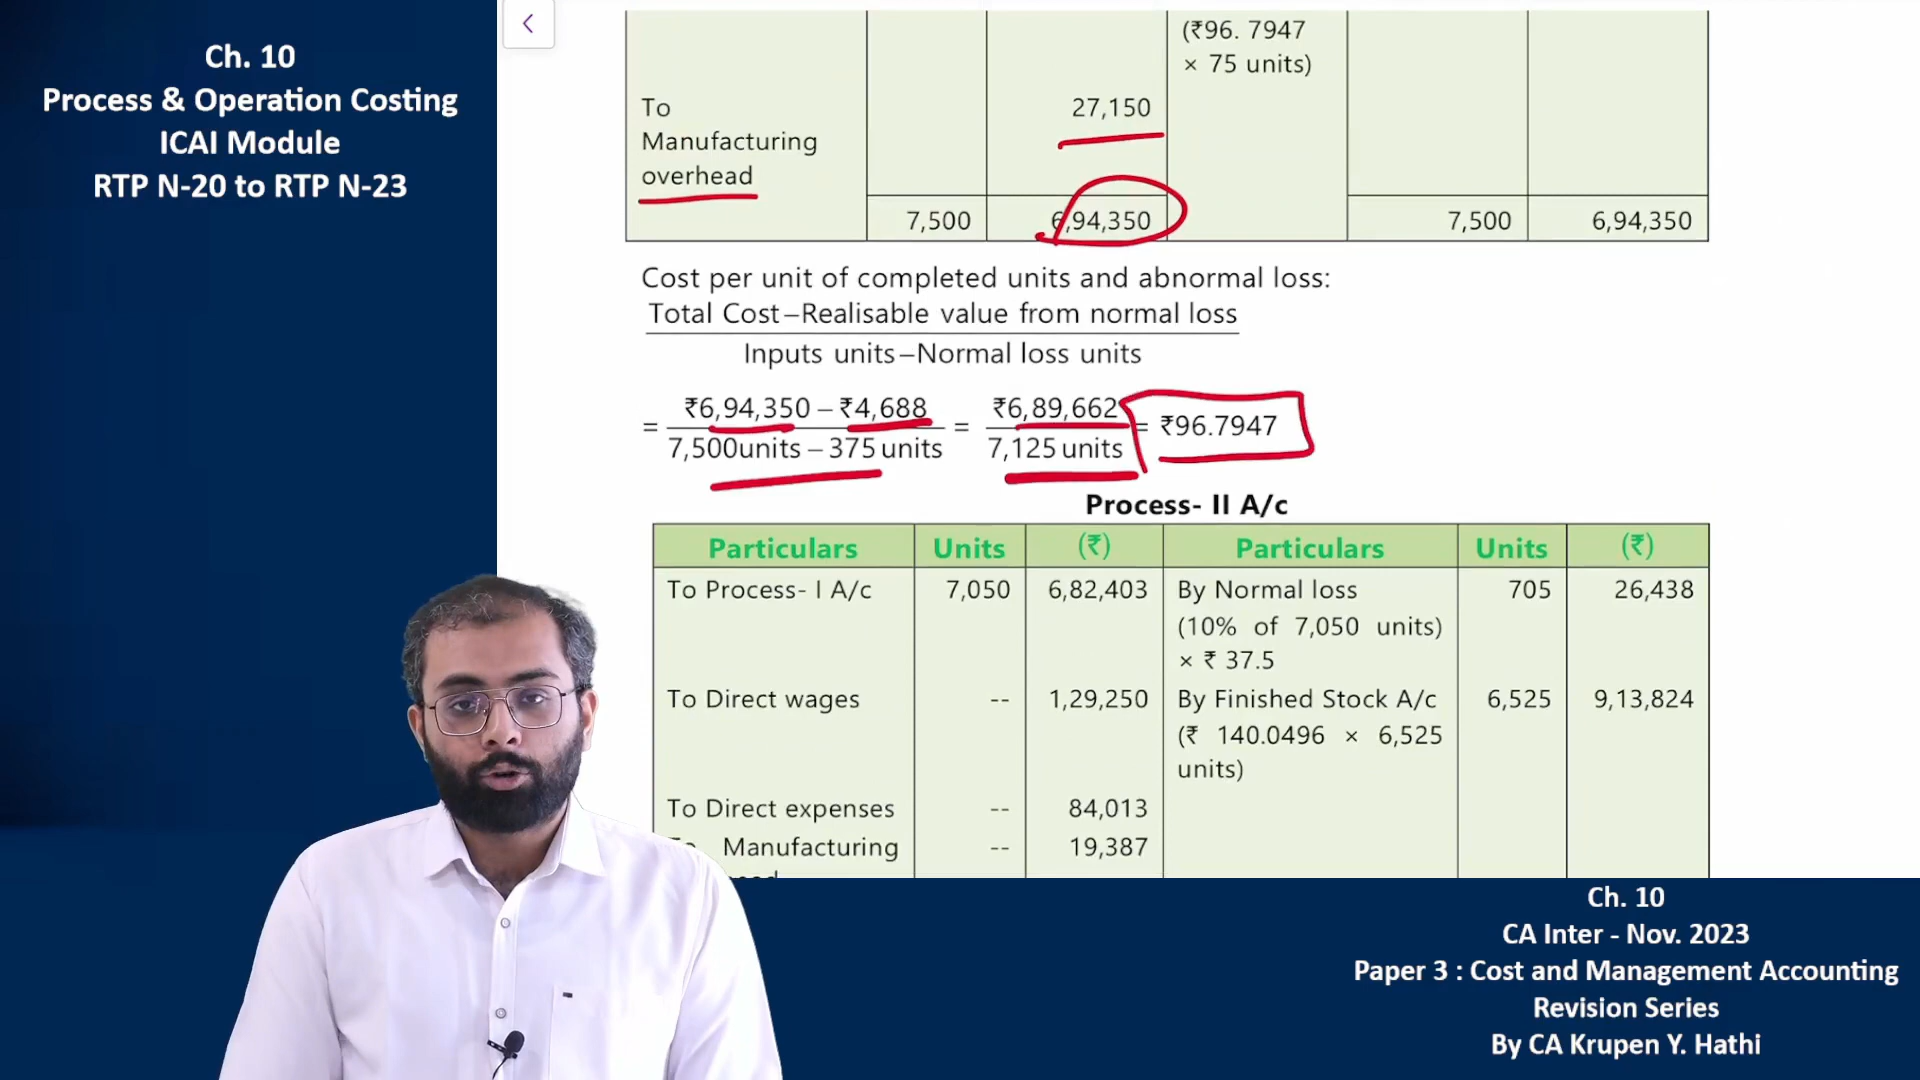 Ch. 10
Process & Operation Costing
ICAI Module
RTP N-20 to RTP N-23
(₹96. 7947
× 75 units)
To 27,150
Manufacturing
overhead
7,500 6,94,350 7,500 6,94,350
Cost per unit of completed units and abnormal loss:
Total Cost–Realisable value from normal loss
Inputs units–Normal loss units
= ₹6,94,350 – ₹4,688 = ₹6,89,662 = ₹96.7947
7,500units – 375 units 7,125 units
Process- II A/c
Particulars Units (₹) Particulars Units (₹)
To Process- I A/c 7,050 6,82,403 By Normal loss 705 26,438
(10% of 7,050 units)
× ₹ 37.5
To Direct wages -- 1,29,250 By Finished Stock A/c 6,525 9,13,824
(₹ 140.0496 × 6,525
units)
To Direct expenses -- 84,013
Manufacturing -- 19,387
Ch. 10
CA Inter - Nov. 2023
Paper 3 : Cost and Management Accounting
Revision Series
By CA Krupen Y. Hathi